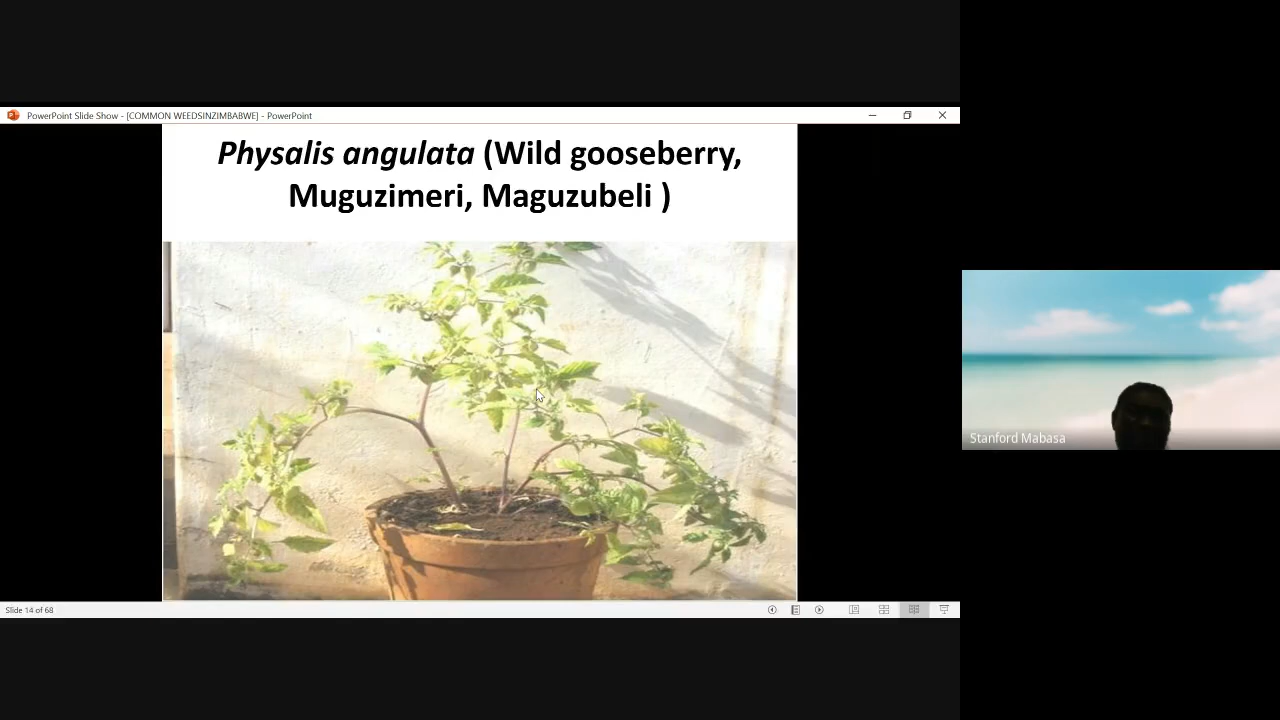 PowerPoint Slide Show - [COMMON WEEDSINZIMBABWE] - PowerPoint
Physalis angulata (Wild gooseberry,
Muguzimeri, Maguzubeli )
Stanford Mabasa
Slide 14 of 68